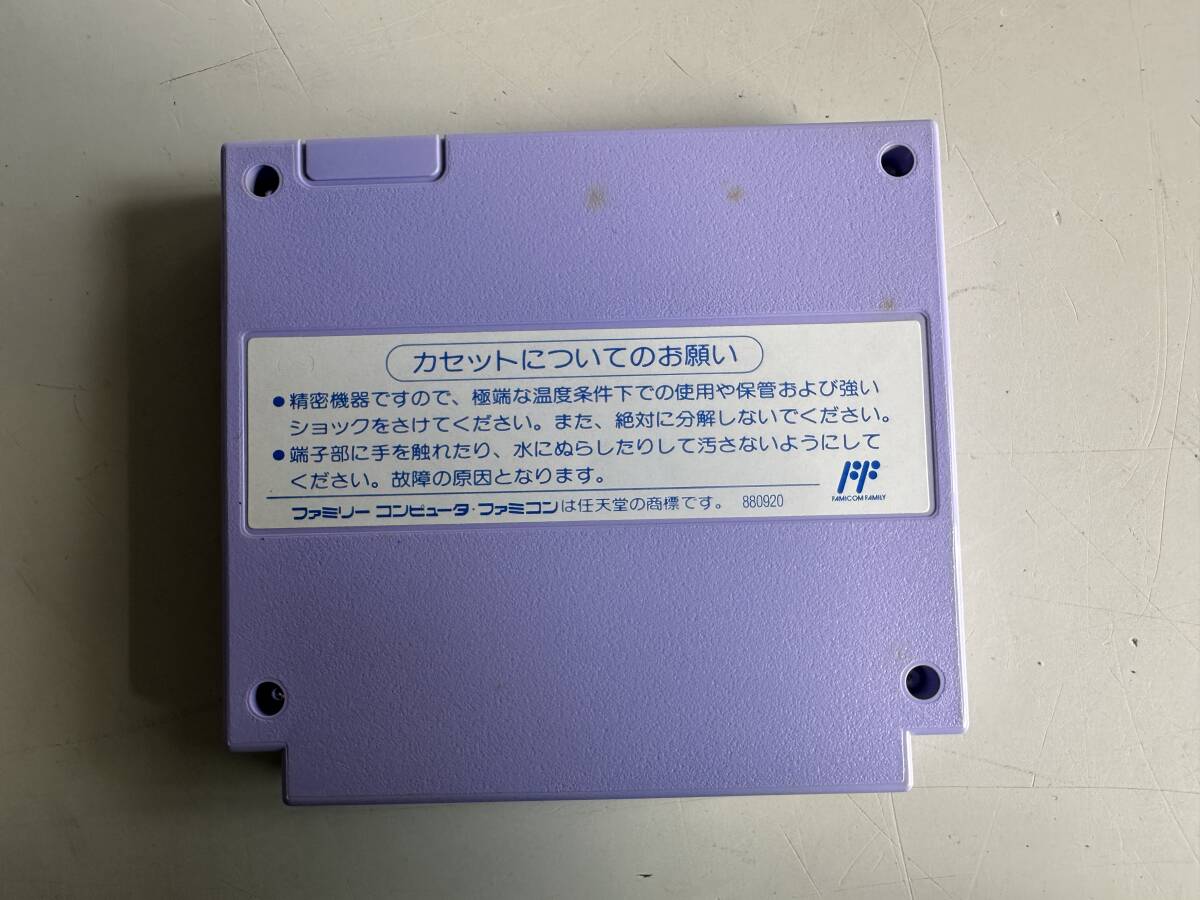 カセットについてのお願い
●精密機器ですので、極端な温度条件下での使用や保管および強い
ショックをさけてください。また、絶対に分解しないでください。
●端子部に手を触れたり、水にぬらしたりして汚さないようにして
ください。故障の原因となります。
FAMICOM FAMILY
ファミリー コンピュータ・ファミコンは任天堂の商標です。 880920